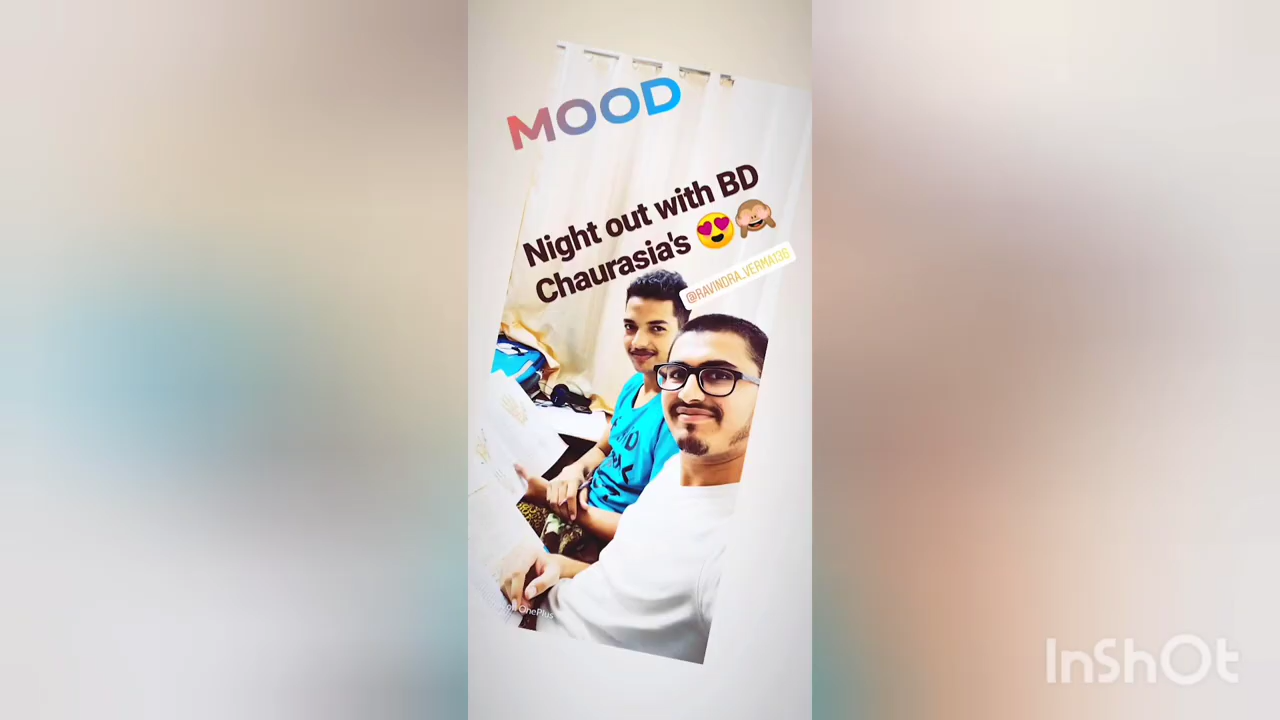 MOOD
Night out with BD
Chaurasia's 😍🙈
@RAVINDRA_VERMA136
OnePlus
InShOt